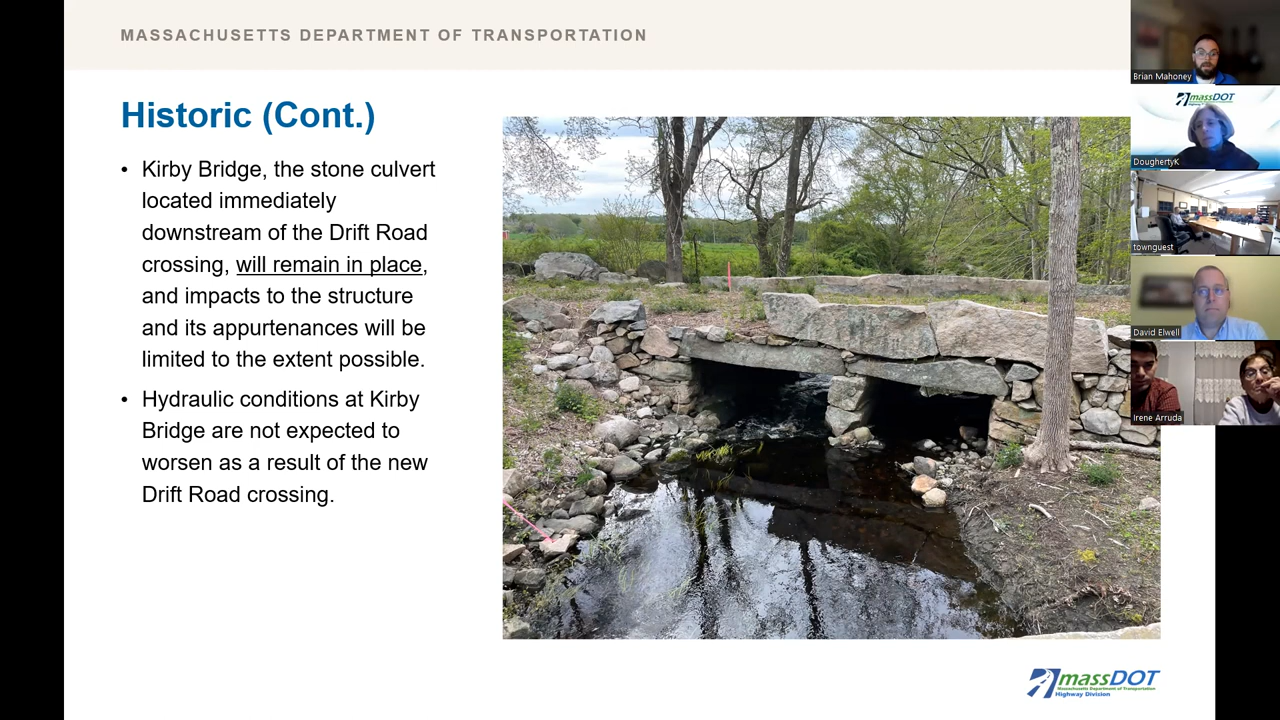 MASSACHUSETTS DEPARTMENT OF TRANSPORTATION
Historic (Cont.)
• Kirby Bridge, the stone culvert
located immediately
downstream of the Drift Road
crossing, will remain in place,
and impacts to the structure
and its appurtenances will be
limited to the extent possible.
• Hydraulic conditions at Kirby
Bridge are not expected to
worsen as a result of the new
Drift Road crossing.
massDOT
Massachusetts Department of Transportation
Highway Division
Brian Mahoney
massDOT
DoughertyK
townguest
David Elwell
Irene Arruda